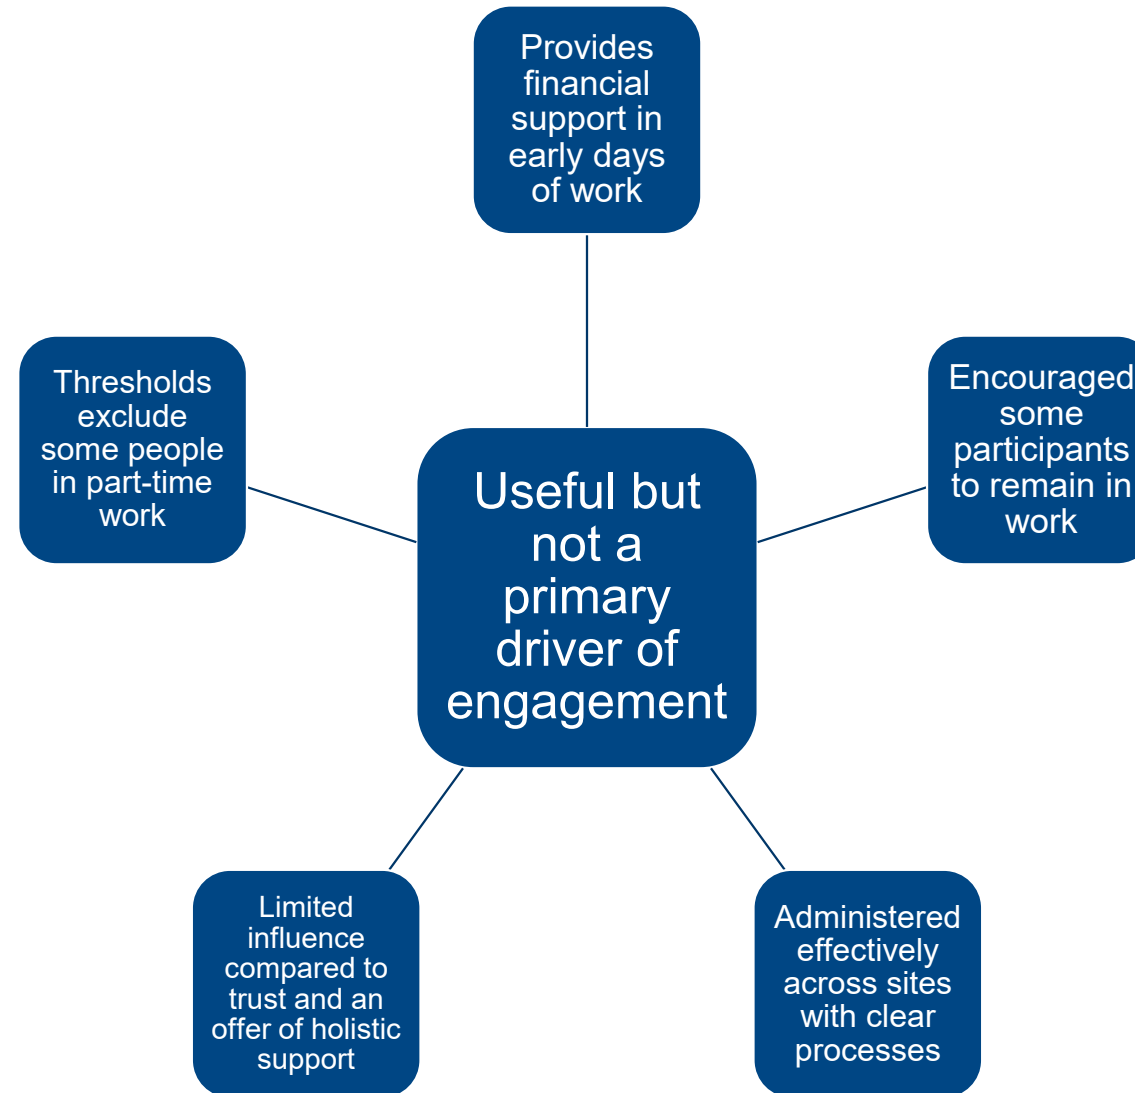 Provides
financial
support in
early days
of work
Thresholds
exclude
some people
in part-time
work
Encouraged
some
participants
to remain in
work
Useful but
not a
primary
driver of
engagement
Limited
influence
compared to
trust and an
offer of holistic
support
Administered
effectively
across sites
with clear
processes